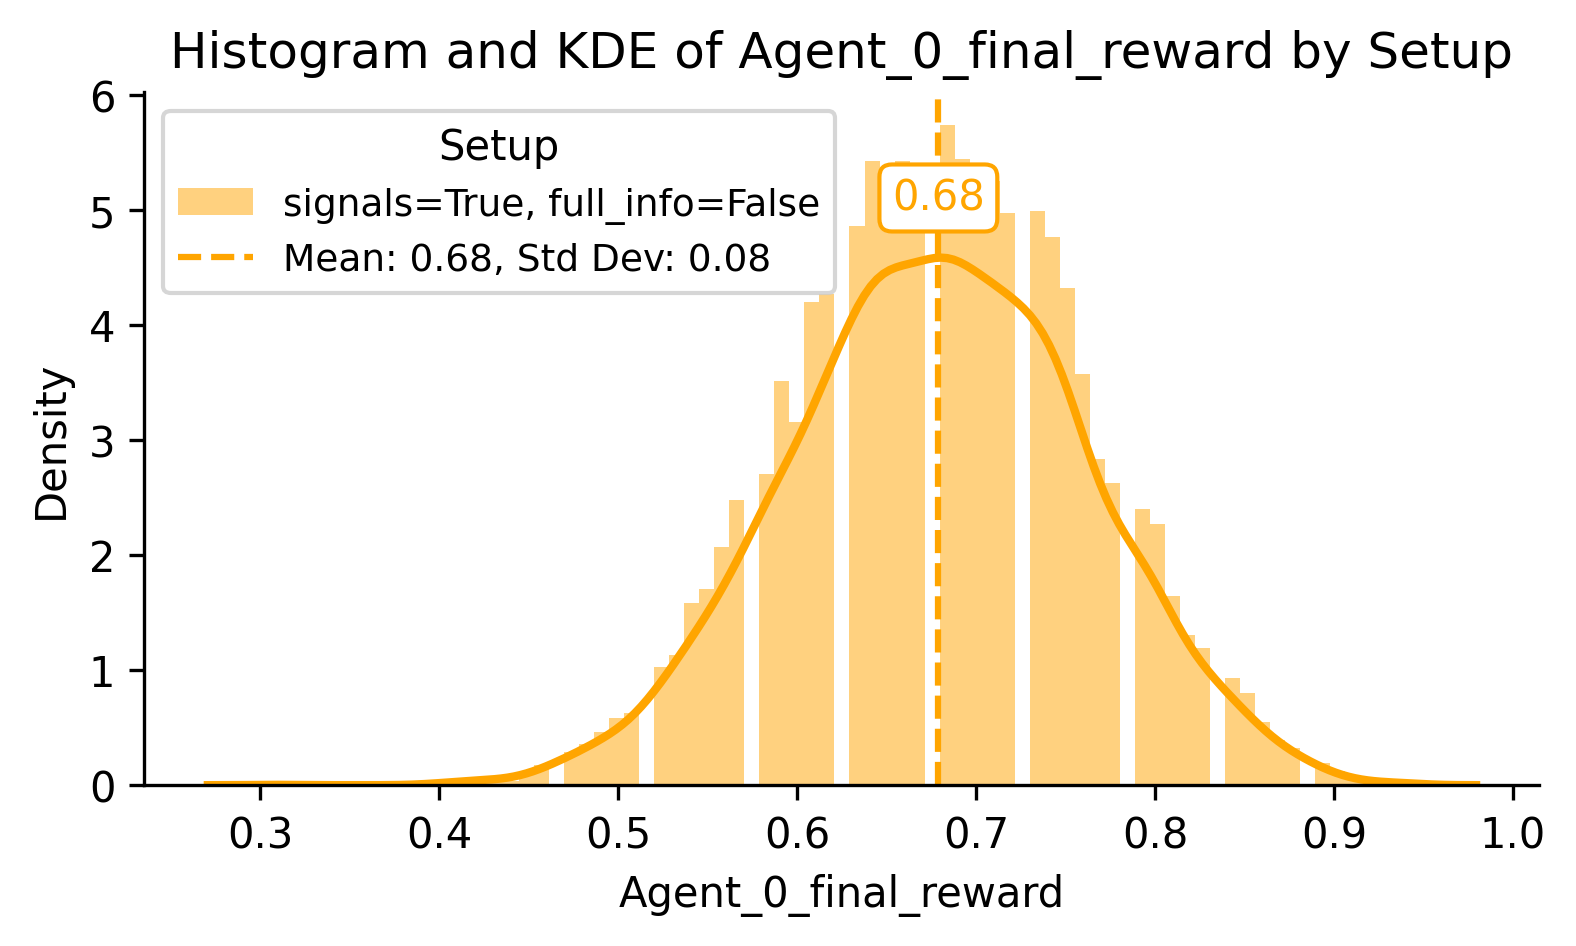 Histogram and KDE of Agent_0_final_reward by Setup
6
5
4
3
2
1
0
Density
Setup
signals=True, full_info=False
Mean: 0.68, Std Dev: 0.08
0.68
0.3 0.4 0.5 0.6 0.7 0.8 0.9 1.0
Agent_0_final_reward